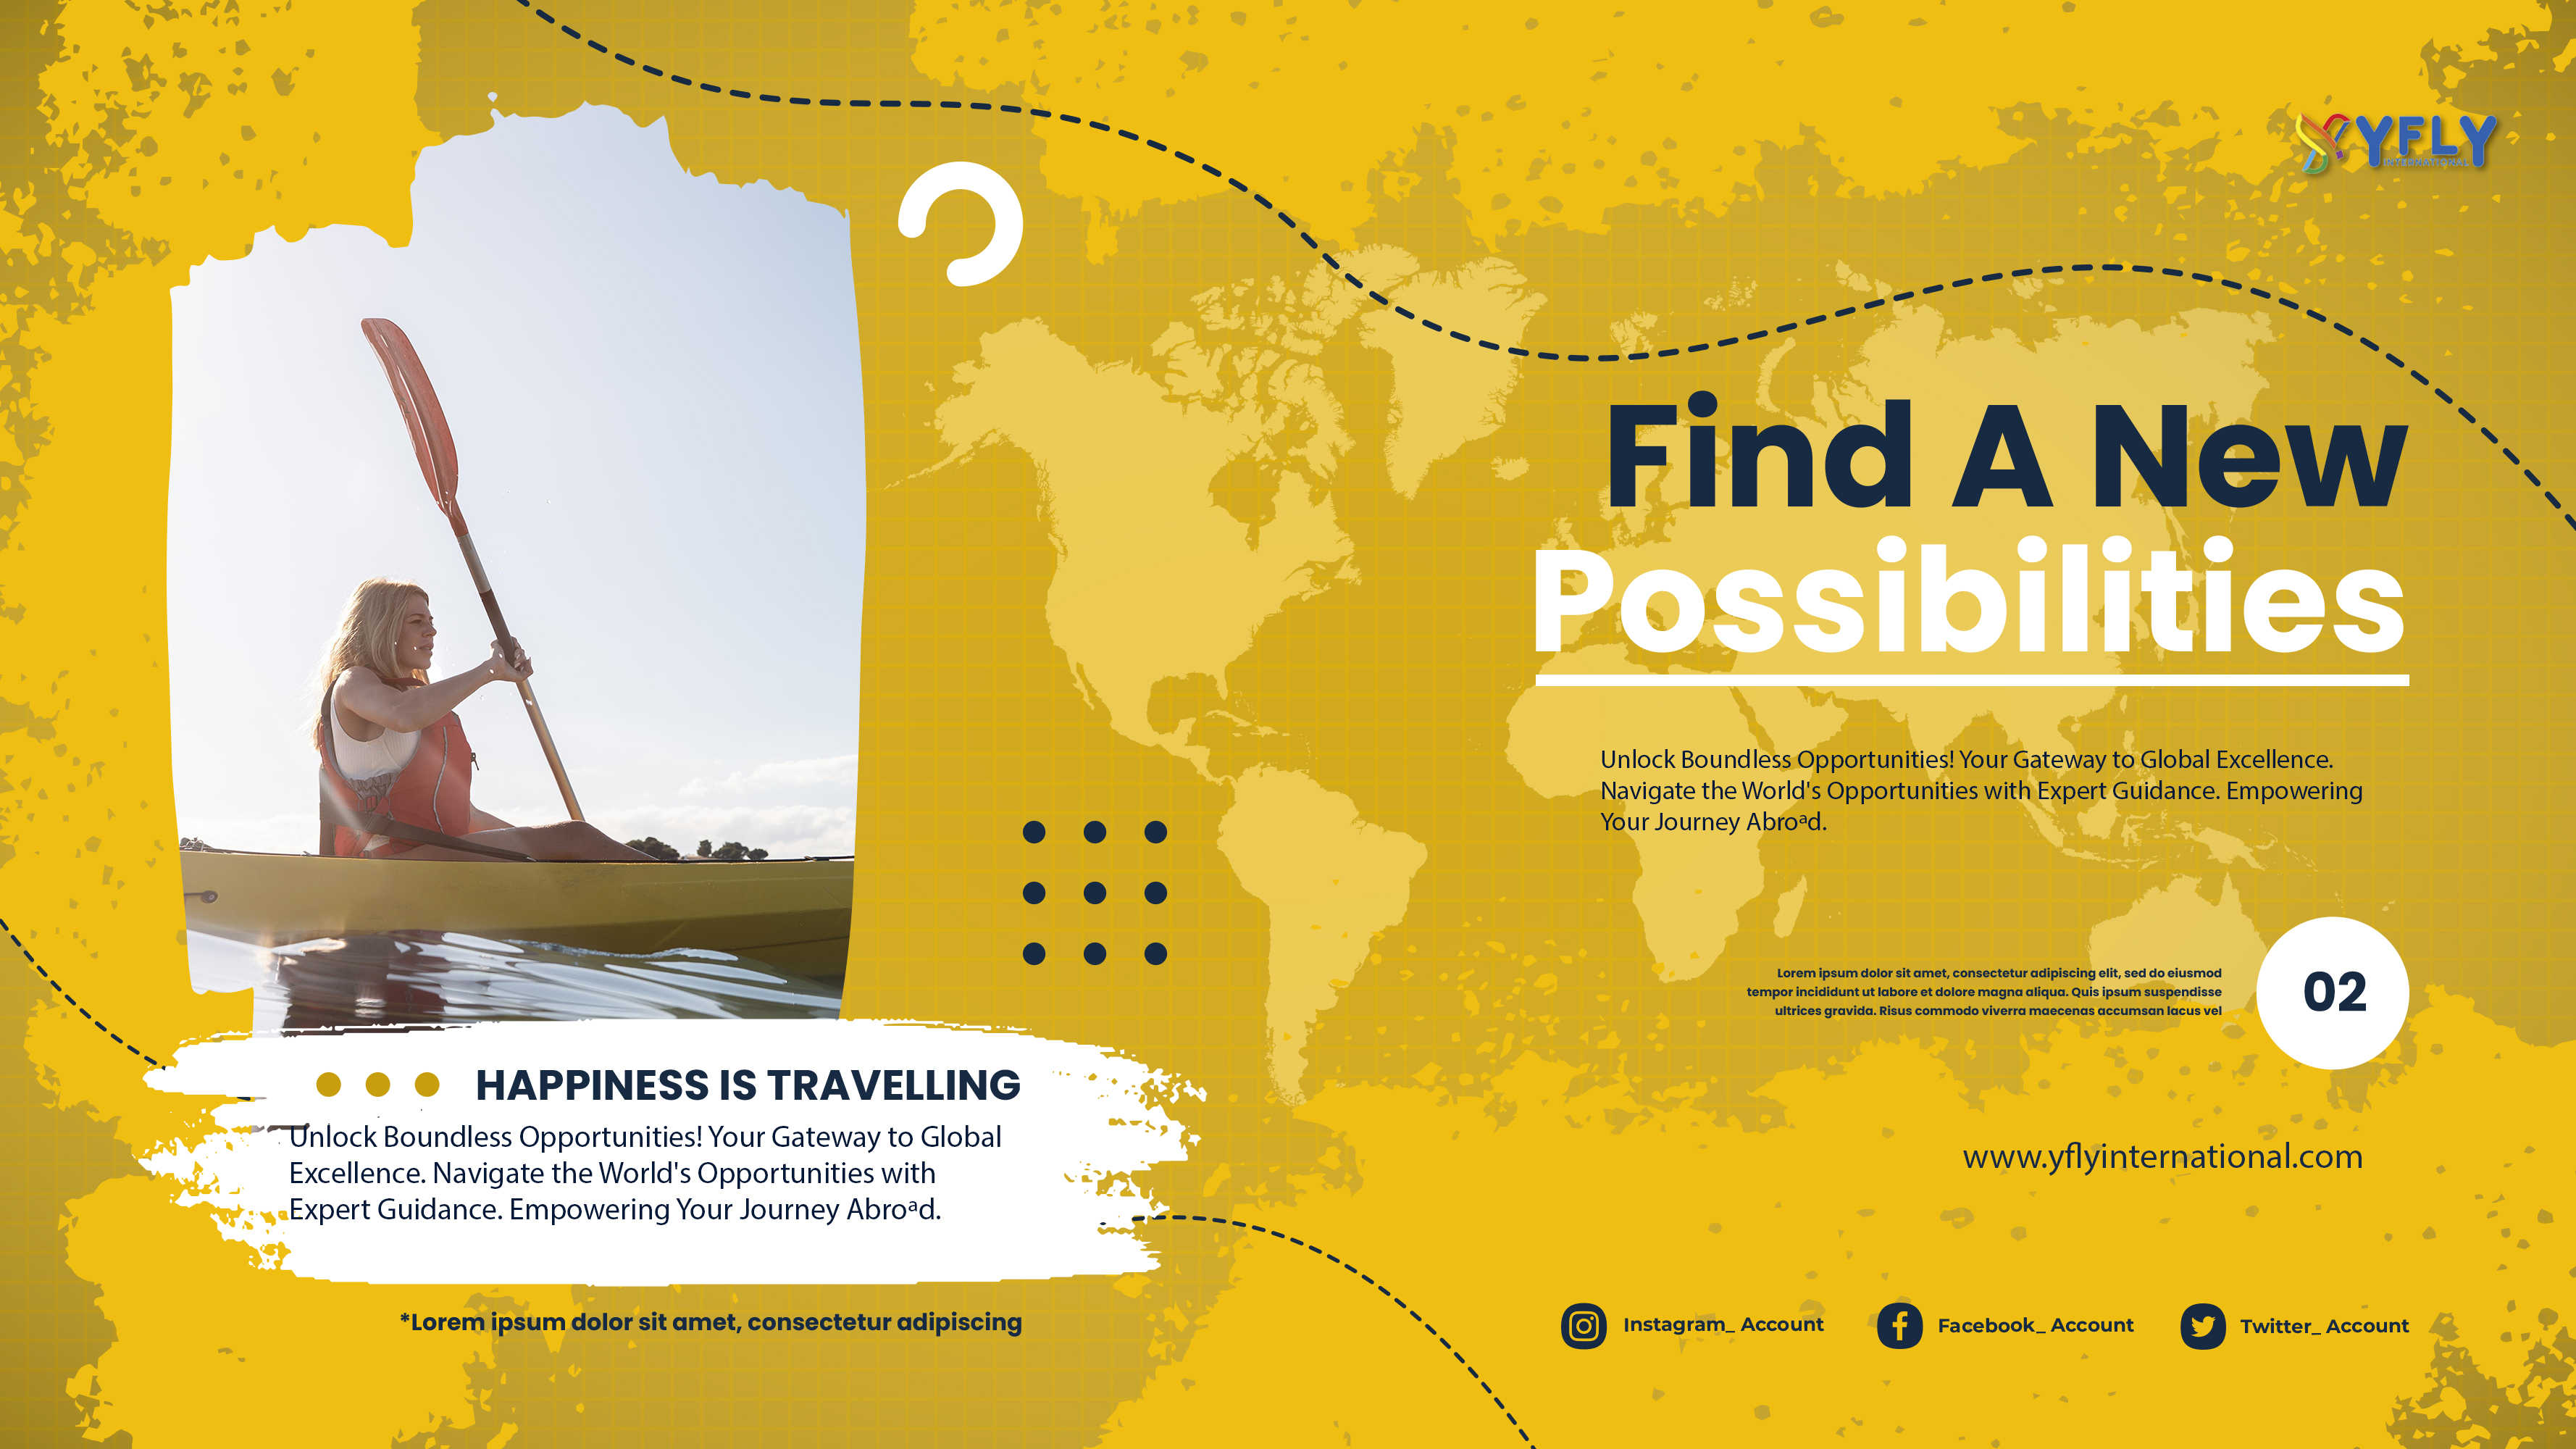 YFLY
INTERNATIONAL
Find A New
Possibilities
Unlock Boundless Opportunities! Your Gateway to Global Excellence.
Navigate the World's Opportunities with Expert Guidance. Empowering
Your Journey Abroªd.
Lorem ipsum dolor sit amet, consectetur adipiscing elit, sed do eiusmod
tempor incididunt ut labore et dolore magna aliqua. Quis ipsum suspendisse
ultrices gravida. Risus commodo viverra maecenas accumsan lacus vel
02
HAPPINESS IS TRAVELLING
Unlock Boundless Opportunities! Your Gateway to Global
Excellence. Navigate the World's Opportunities with
Expert Guidance. Empowering Your Journey Abroªd.
*Lorem ipsum dolor sit amet, consectetur adipiscing
www.yflyinternational.com
Instagram_ Account
Facebook_ Account
Twitter_ Account